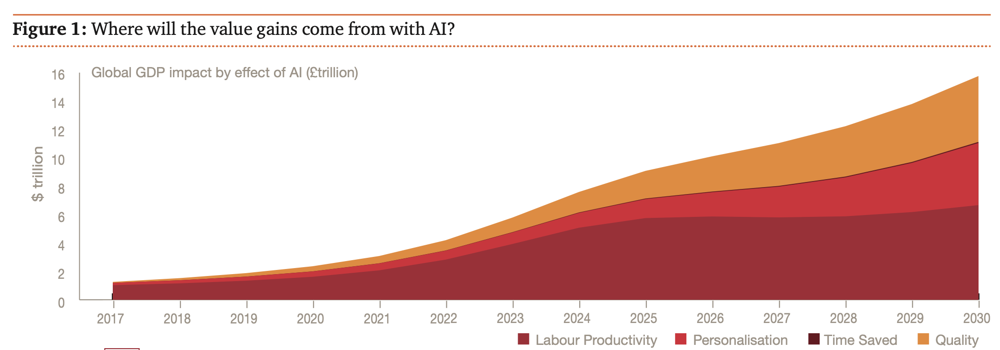 Figure 1: Where will the value gains come from with AI?
Global GDP impact by effect of AI (£trillion)
$ trillion
16
14
12
10
8
6
4
2
0
2017 2018 2019 2020 2021 2022 2023 2024 2025 2026 2027 2028 2029 2030
Labour Productivity Personalisation Time Saved Quality